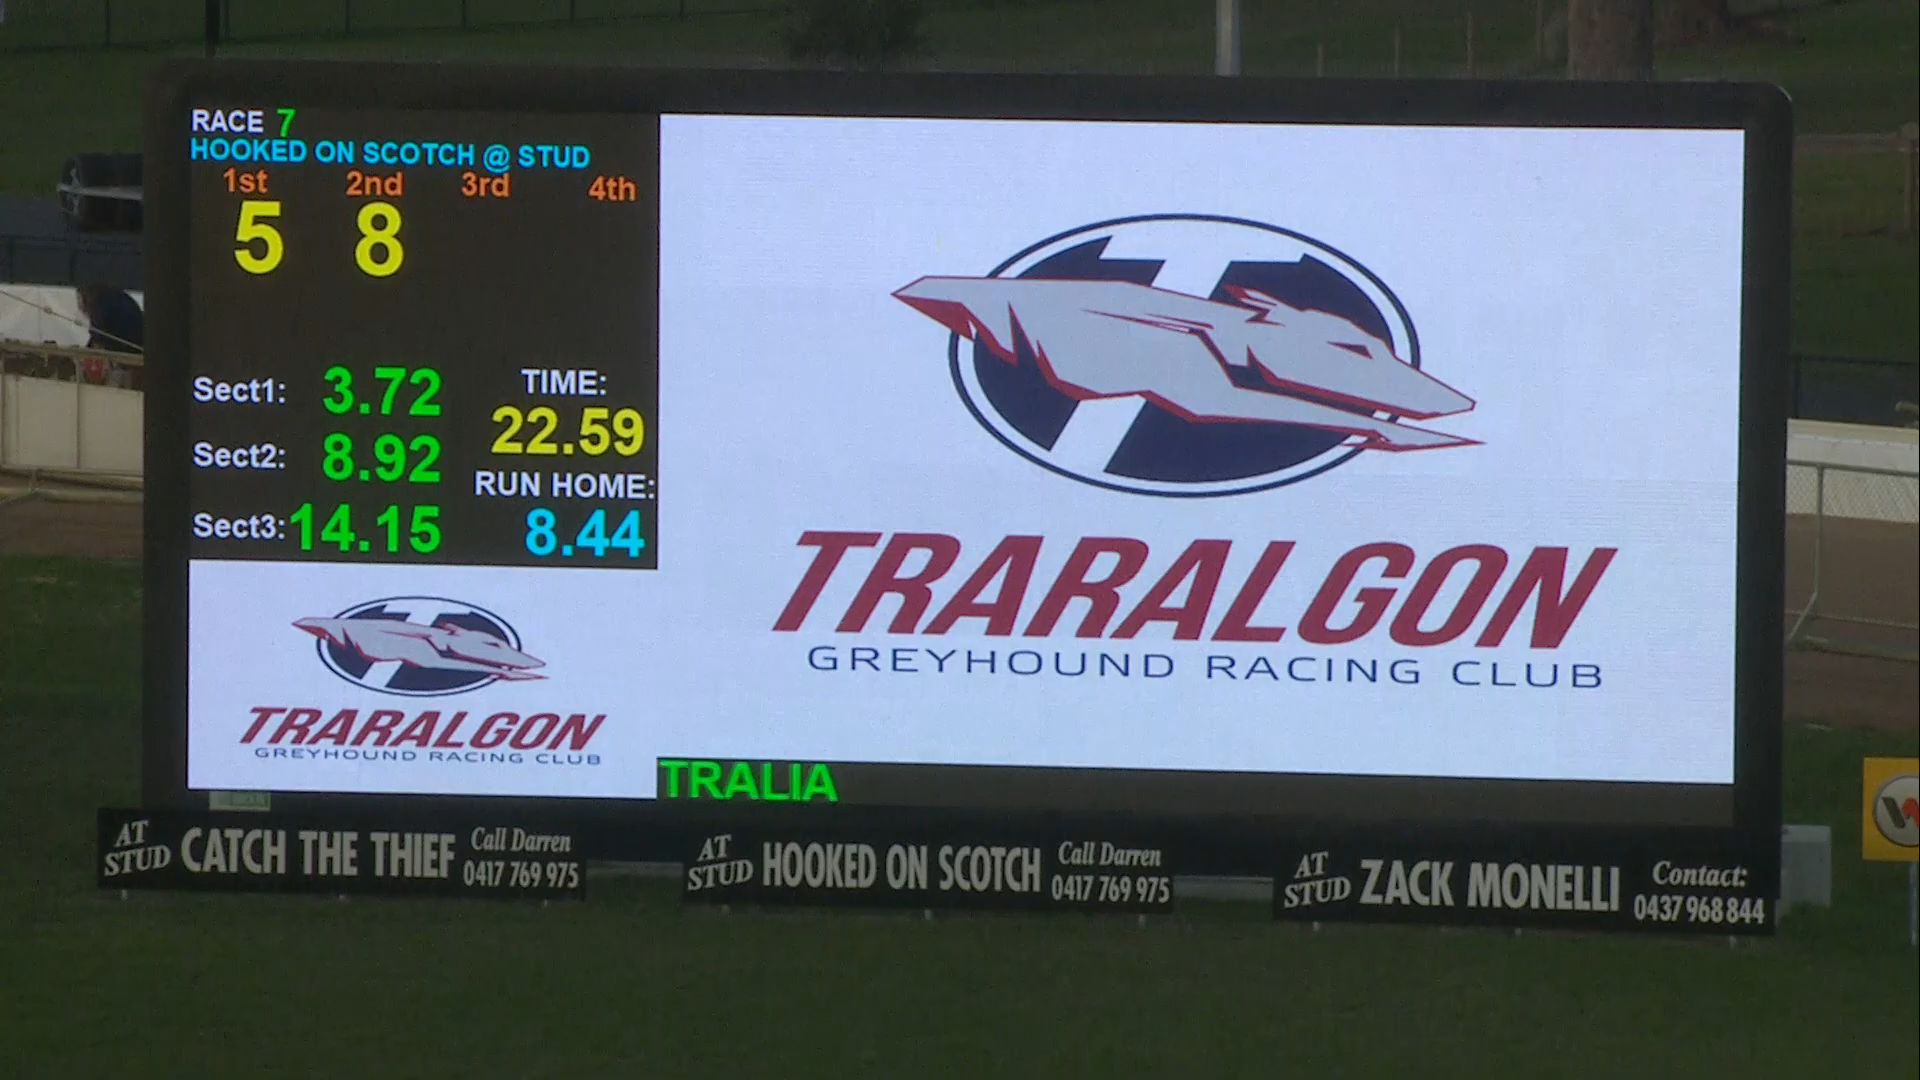 RACE 7
HOOKED ON SCOTCH @ STUD
1st 2nd 3rd 4th
5 8
Sect1: 3.72
Sect2: 8.92
Sect3: 14.15
TIME:
22.59
RUN HOME:
8.44
TRARALGON
GREYHOUND RACING CLUB
TRARALGON
GREYHOUND RACING CLUB
TRALIA
AT STUD CATCH THE THIEF Call Darren 0417 769 975
AT STUD HOOKED ON SCOTCH Call Darren 0417 769 975
AT STUD ZACK MONELLI Contact: 0437 968 844